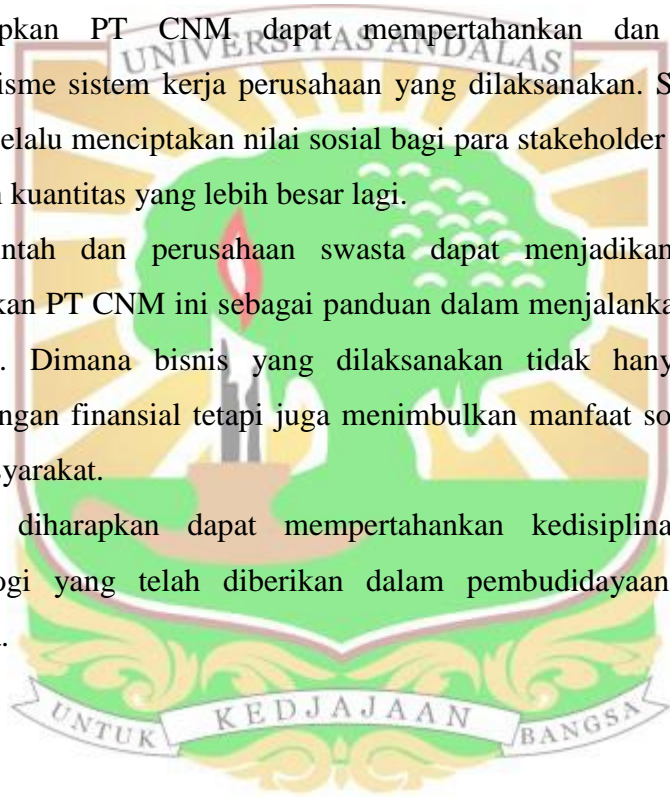 apkan PT CNM dapat mempertahankan dan
UNIVERSITAS ANDALAS
isme sistem kerja perusahaan yang dilaksanakan. S
elalu menciptakan nilai sosial bagi para stakeholder
n kuantitas yang lebih besar lagi.
ntah dan perusahaan swasta dapat menjadikan
kan PT CNM ini sebagai panduan dalam menjalanka
. Dimana bisnis yang dilaksanakan tidak hany
ngan finansial tetapi juga menimbulkan manfaat so
syarakat.
diharapkan dapat mempertahankan kedisiplina
ogi yang telah diberikan dalam pembudidayaan
.
UNTUK KEDJAJAAN BANGSA